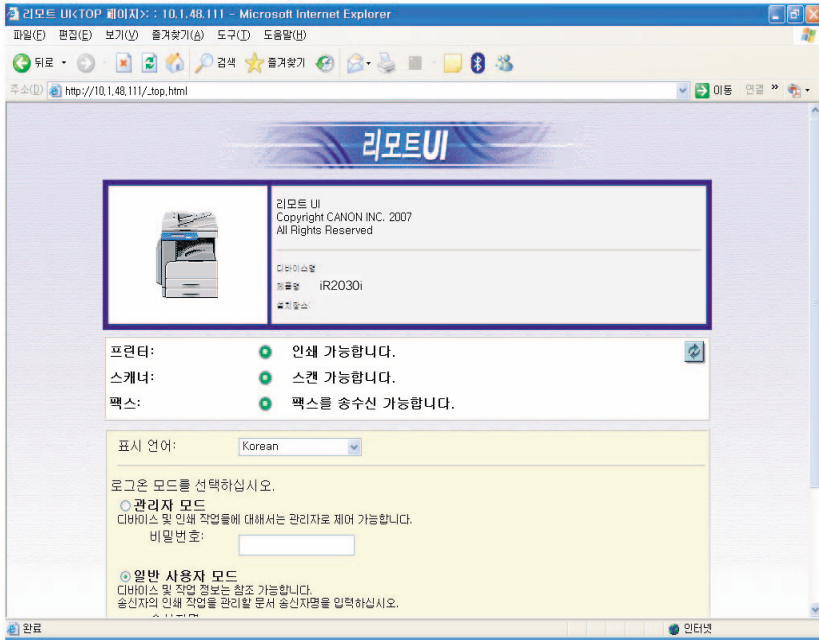 리모트 UI<TOP 페이지>: : 10.1.48.111 - Microsoft Internet Explorer
파일(F) 편집(E) 보기(V) 즐겨찾기(A) 도구(T) 도움말(H)
뒤로 검색 즐겨찾기
주소(D) http://10.1.48.111/_top.html 이동 연결 »
리모트UI
리모트 UI
Copyright CANON INC. 2007
All Rights Reserved
디바이스명
제품명 iR2030i
설치장소:
프린터: 인쇄 가능합니다.
스캐너: 스캔 가능합니다.
팩스: 팩스를 송수신 가능합니다.
표시 언어: Korean
로그온 모드를 선택하십시오.
관리자 모드
디바이스 및 인쇄 작업들에 대해서는 관리자로 제어 가능합니다.
비밀번호:
일반 사용자 모드
디바이스 및 작업 정보는 참조 가능합니다.
송신자의 인쇄 작업을 관리할 문서 송신자명을 입력하십시오.
완료 인터넷